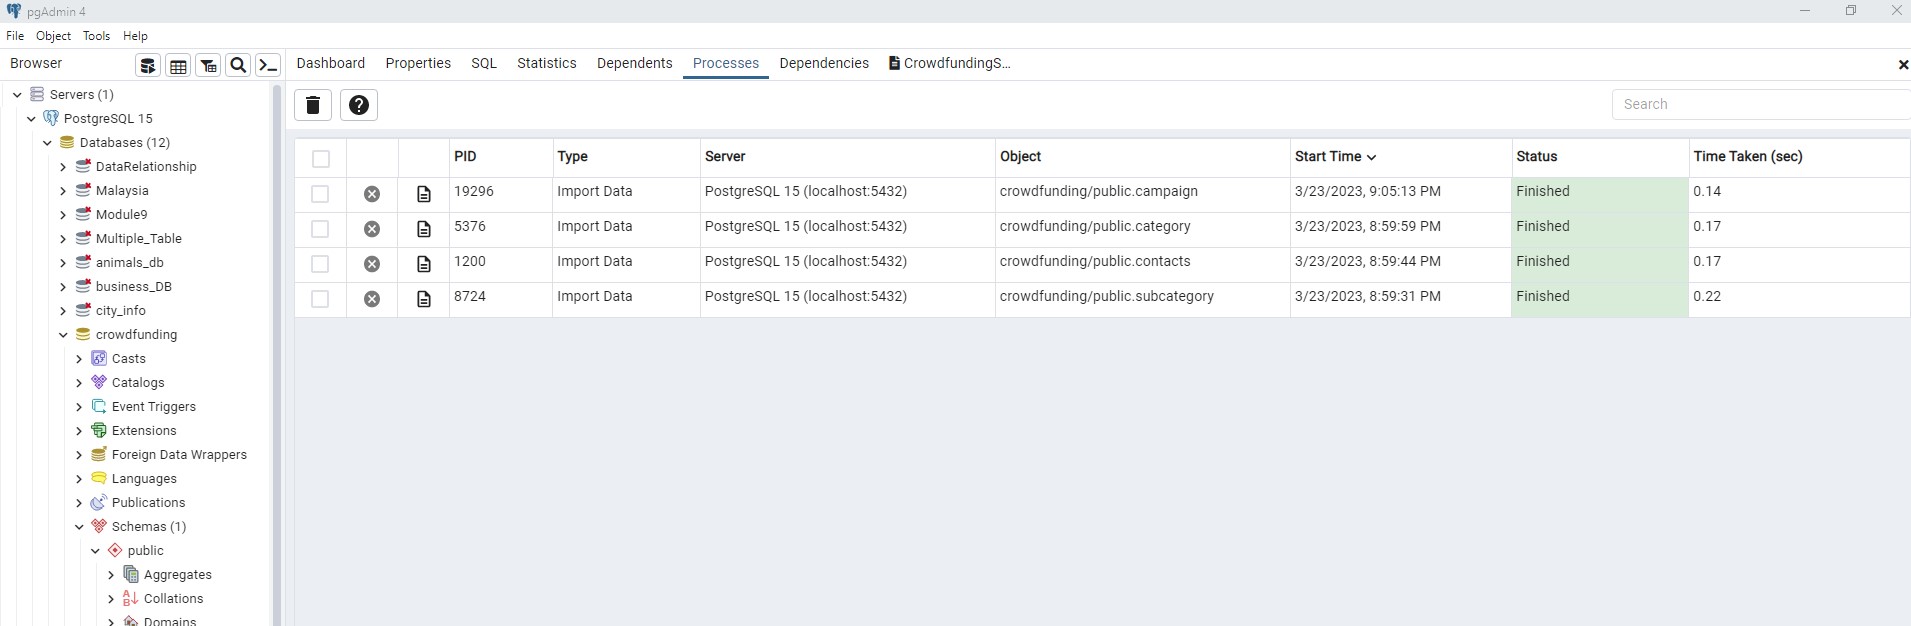 pgAdmin 4
File Object Tools Help
Browser
Dashboard Properties SQL Statistics Dependents Processes Dependencies CrowdfundingS...
Servers (1)
PostgreSQL 15
Databases (12)
DataRelationship
Malaysia
Module9
Multiple_Table
animals_db
business_DB
city_info
crowdfunding
Casts
Catalogs
Event Triggers
Extensions
Foreign Data Wrappers
Languages
Publications
Schemas (1)
public
Aggregates
Collations
Domains
Search
PID Type Server Object Start Time Status Time Taken (sec)
19296 Import Data PostgreSQL 15 (localhost:5432) crowdfunding/public.campaign 3/23/2023, 9:05:13 PM Finished 0.14
5376 Import Data PostgreSQL 15 (localhost:5432) crowdfunding/public.category 3/23/2023, 8:59:59 PM Finished 0.17
1200 Import Data PostgreSQL 15 (localhost:5432) crowdfunding/public.contacts 3/23/2023, 8:59:44 PM Finished 0.17
8724 Import Data PostgreSQL 15 (localhost:5432) crowdfunding/public.subcategory 3/23/2023, 8:59:31 PM Finished 0.22